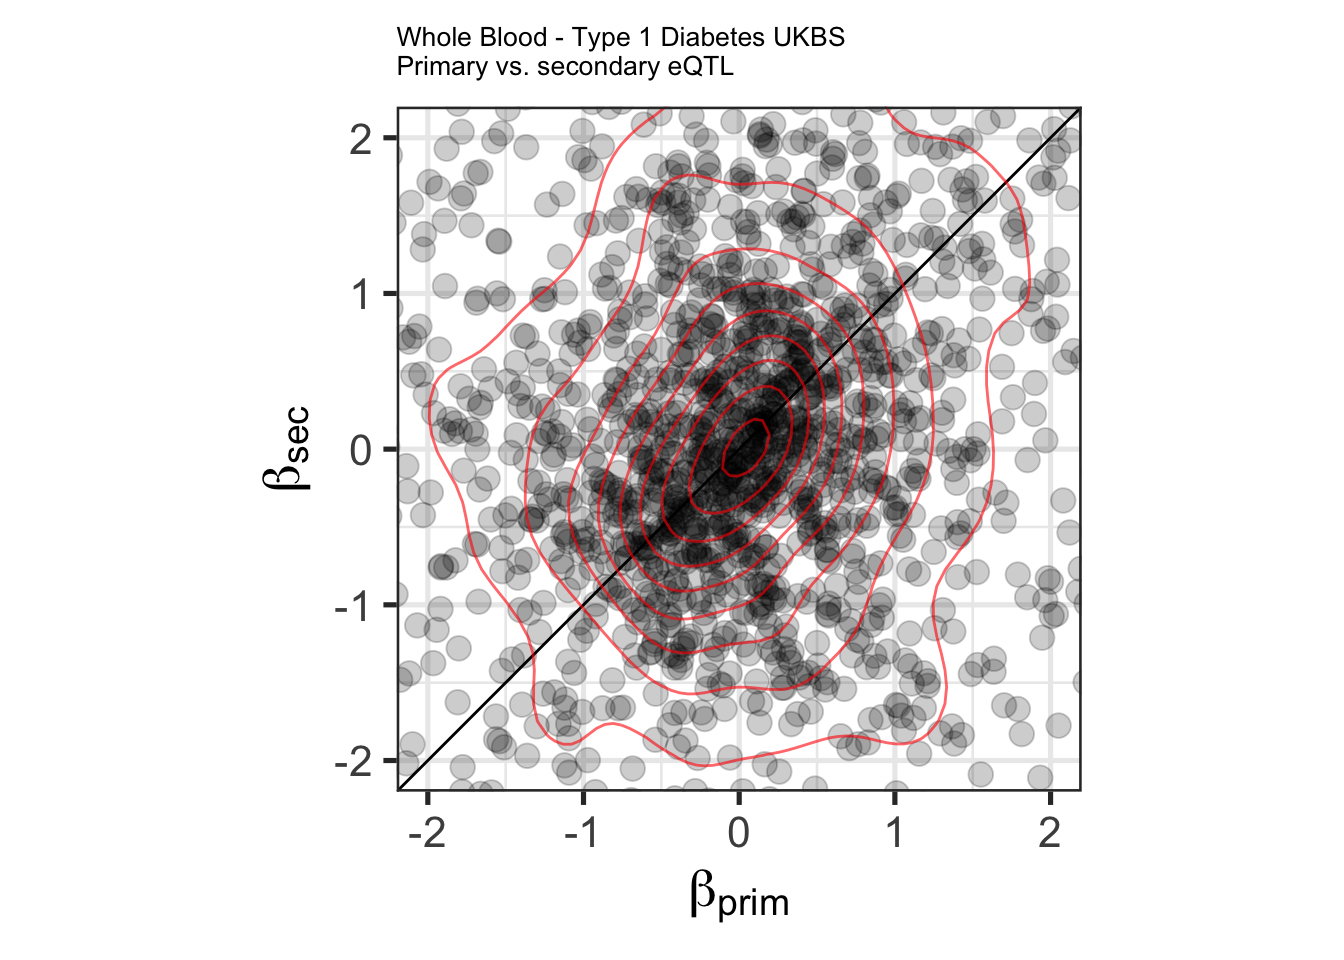 Whole Blood - Type 1 Diabetes UKBS
Primary vs. secondary eQTL
2
1
0
-1
-2
βsec
-2 -1 0 1 2
βprim